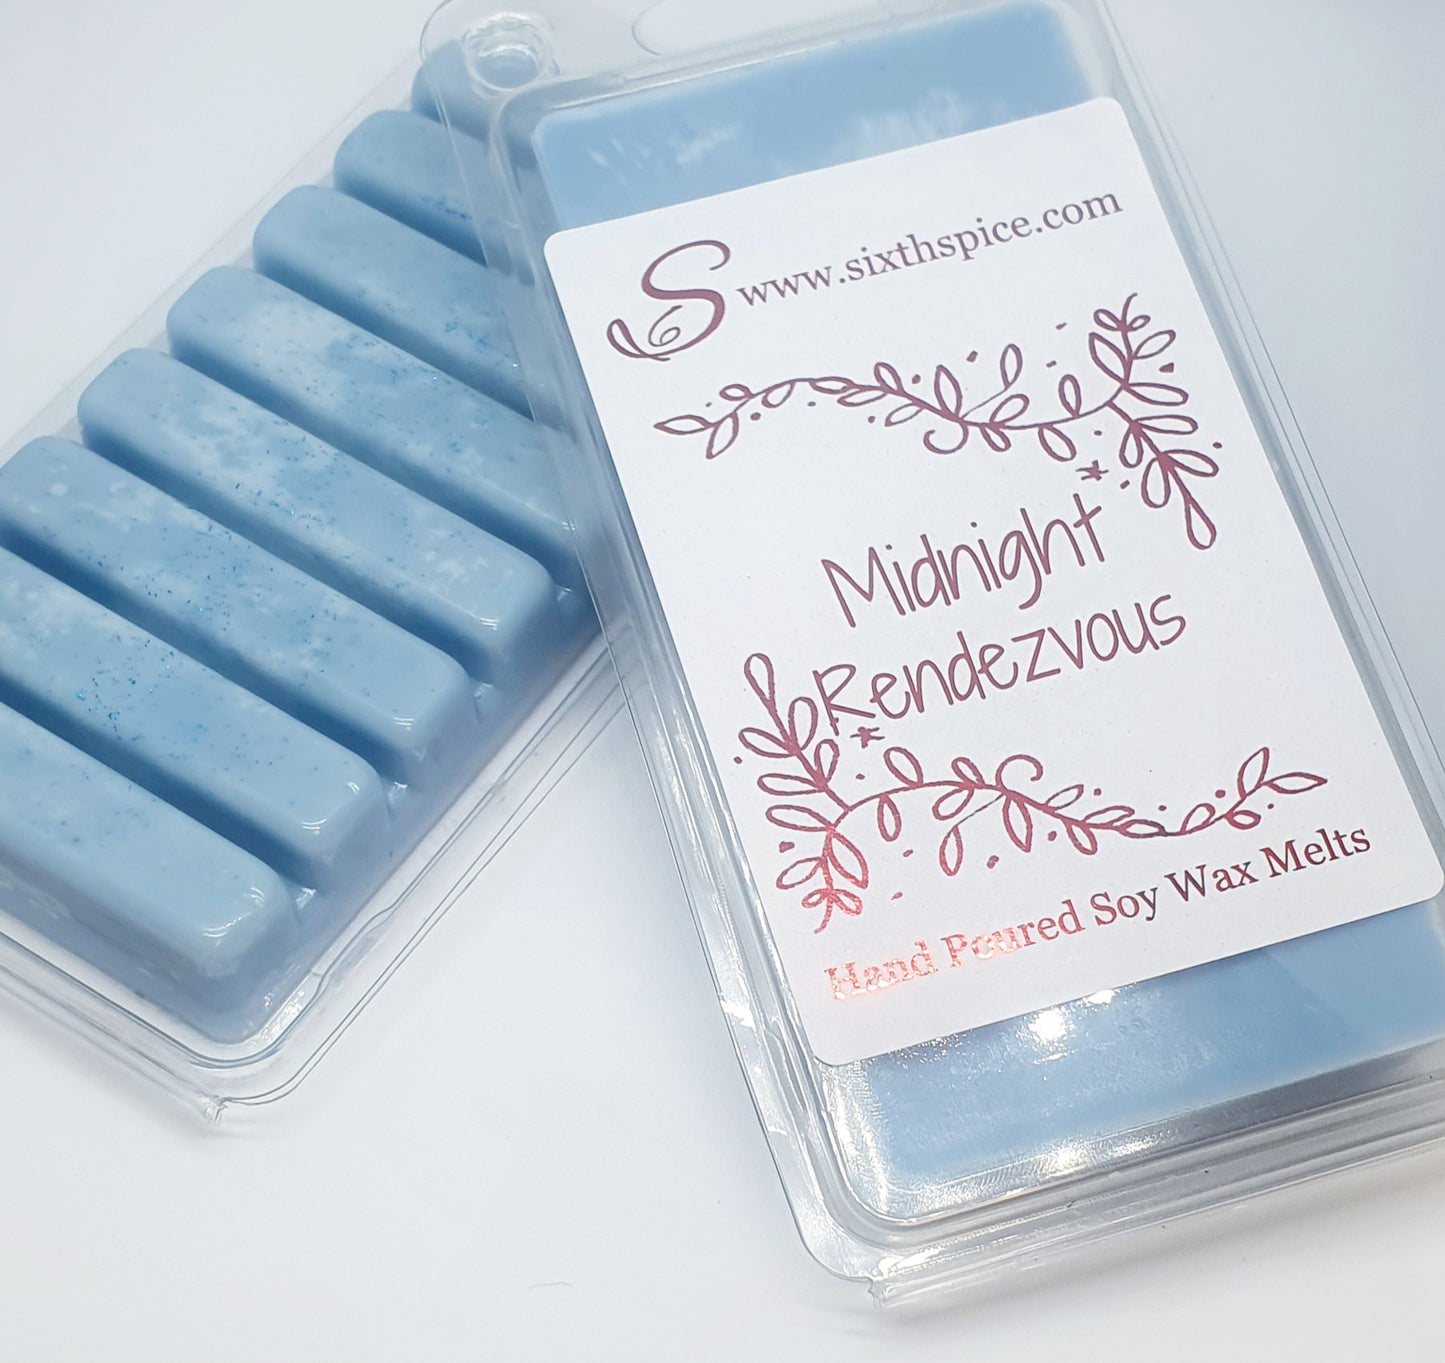 S www.sixthspice.com
Midnight
Rendezvous
Hand Poured Soy Wax Melts